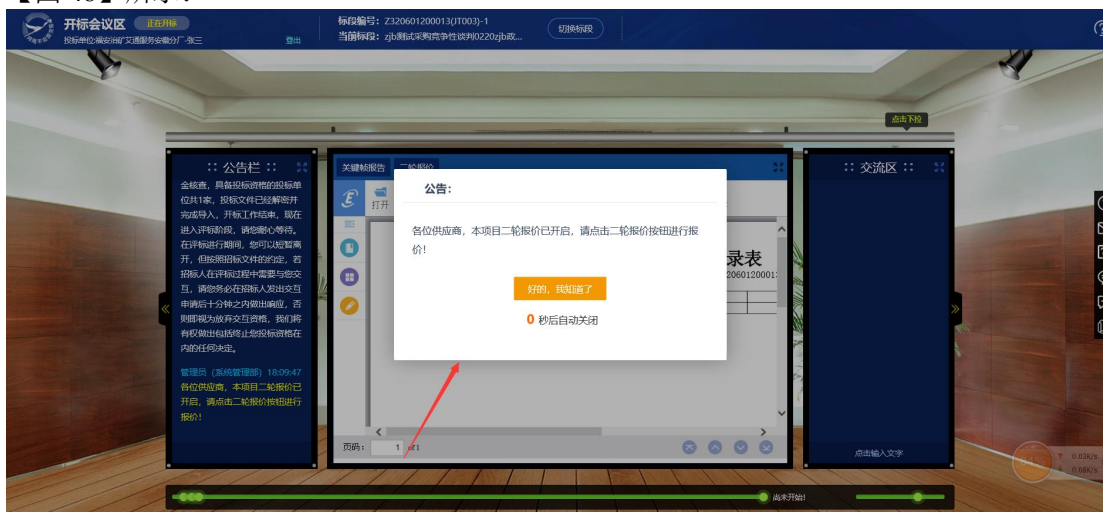 开标会议区 正在开标
投标单位:福安治矿艾通服务安徽分厂-张三 登出
标段编号：Z320601200013(JT003)-1
当前标段：zjb测试采购竞争性谈判0220zjb政...
切换标段
点击下拉
:: 公告栏 ::
金核查，具备投标资格的投标单
位共1家，投标文件已经解密并
完成导入，开标工作结束，现在
进入评标阶段，请您耐心等待。
在评标进行期间，您可以短暂离
开，但按照招标文件的约定，若
招标人在评标过程中需要与您交
互，请您务必在招标人发出交互
申请后十分钟之内做出响应，否
则即视为放弃交互资格，我们将
有权做出包括终止您投标资格在
内的任何决定。
管理员（系统管理部）18:09:47
各位供应商，本项目二轮报价已
开启，请点击二轮报价按钮进行
报价！
关键帧报告 二轮报价
打开
公告：
各位供应商，本项目二轮报价已开启，请点击二轮报价按钮进行报
价！
好的，我知道了
0 秒后自动关闭
录表
2060120001:
页码： 1 of1
:: 交流区 ::
点击输入文字
尚未开始!
0.03K/s
0.08K/s